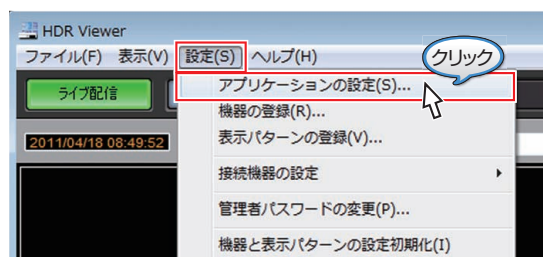 HDR Viewer
ファイル(F) 表示(V) 設定(S) ヘルプ(H)
クリック
ライブ配信
アプリケーションの設定(S)...
機器の登録(R)...
2011/04/18 08:49:52
表示パターンの登録(V)...
接続機器の設定
管理者パスワードの変更(P)...
機器と表示パターンの設定初期化(I)